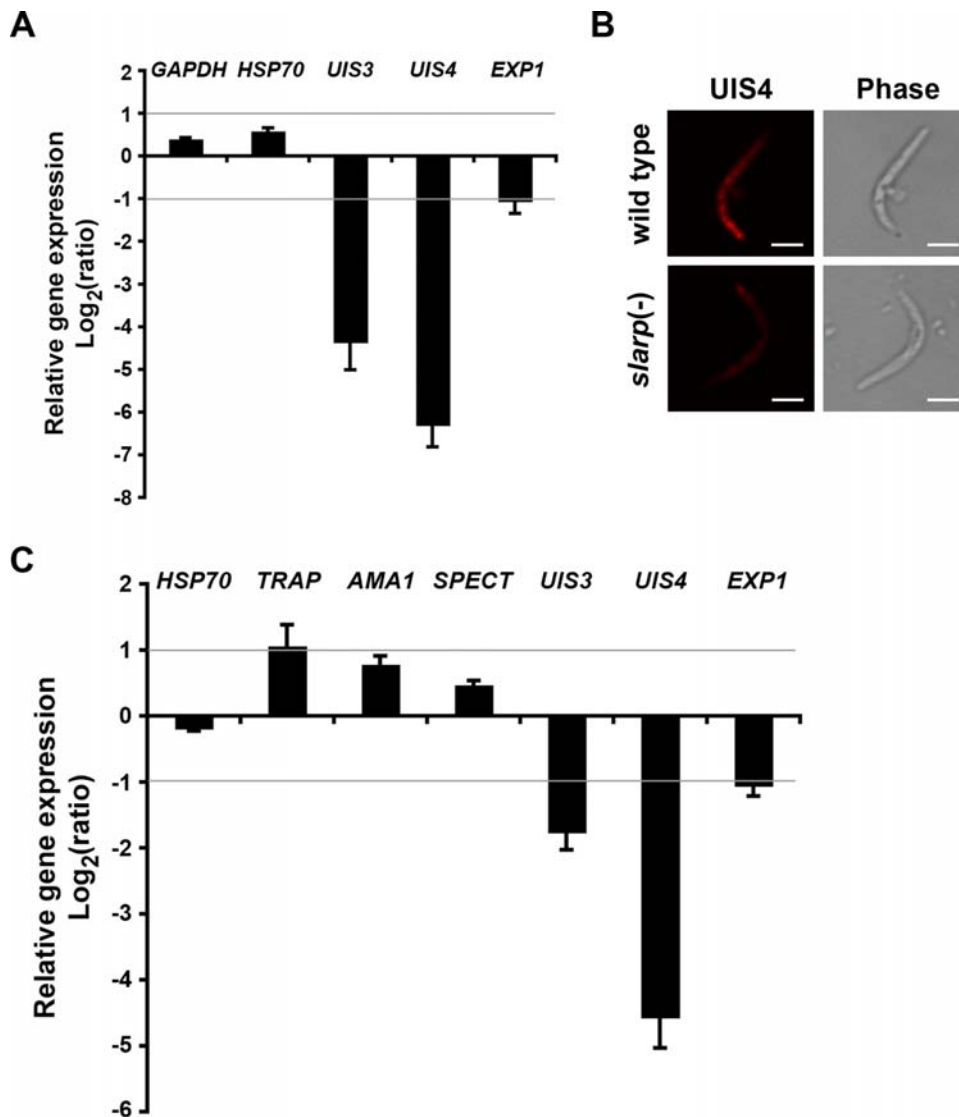 A
GAPDH HSP70 UIS3 UIS4 EXP1
2
1
0
-1
-2
-3
-4
-5
-6
-7
-8
Relative gene expression
Log2(ratio)
B
UIS4 Phase
wild type
slarp(-)
C
HSP70 TRAP AMA1 SPECT UIS3 UIS4 EXP1
2
1
0
-1
-2
-3
-4
-5
-6
Relative gene expression
Log2(ratio)